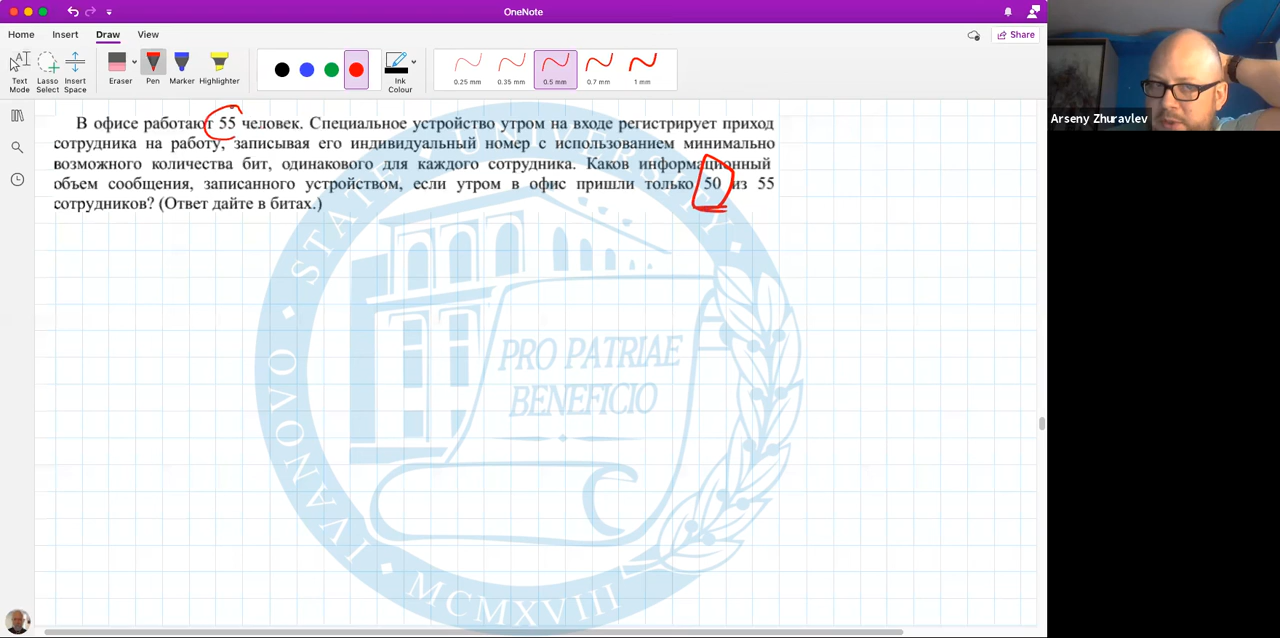 OneNote
Home Insert Draw View
Share
Text Mode
Lasso Select
Insert Space
Eraser
Pen
Marker
Highlighter
Ink Colour
0.25 mm
0.35 mm
0.5 mm
0.7 mm
1 mm
Arseny Zhuravlev
В офисе работают 55 человек. Специальное устройство утром на входе регистрирует приход
сотрудника на работу, записывая его индивидуальный номер с использованием минимально
возможного количества бит, одинакового для каждого сотрудника. Каков информационный
объем сообщения, записанного устройством, если утром в офис пришли только 50 из 55
сотрудников? (Ответ дайте в битах.)
IVANOVO STATE UNIVERSITY
PRO PATRIAE
BENEFICIO
MCMXVIII